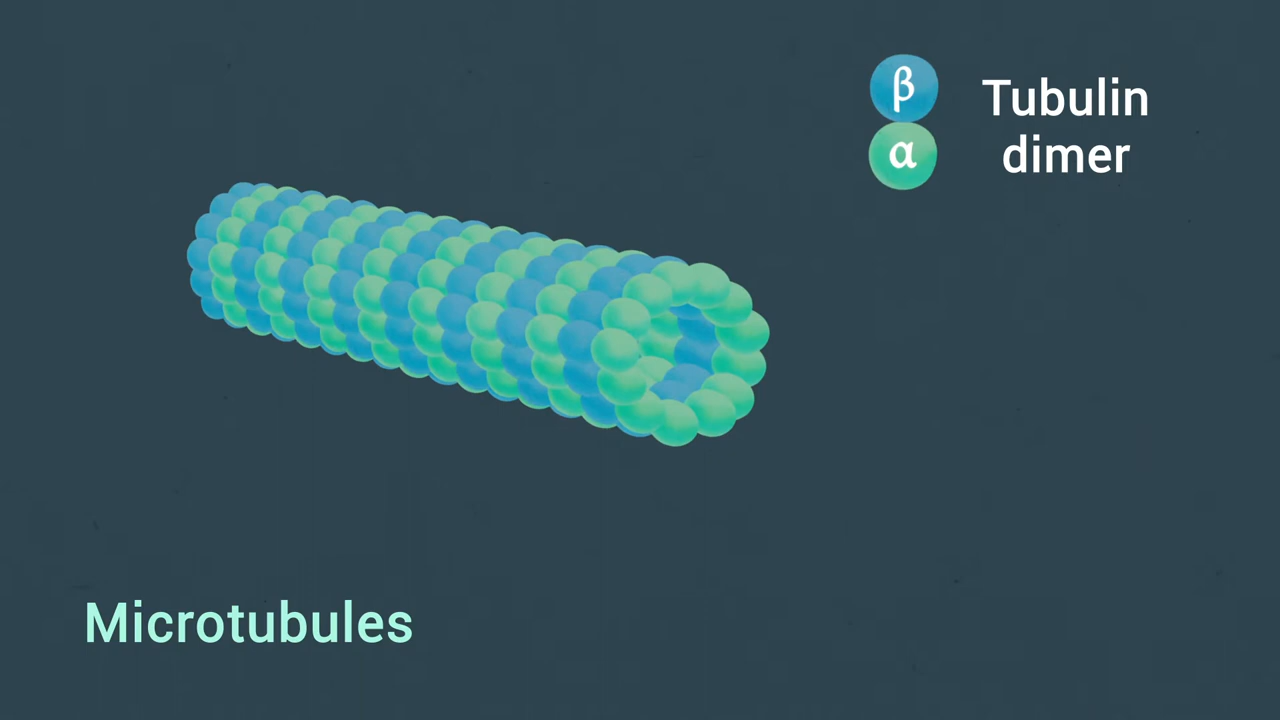 β
α
Tubulin
dimer
Microtubules